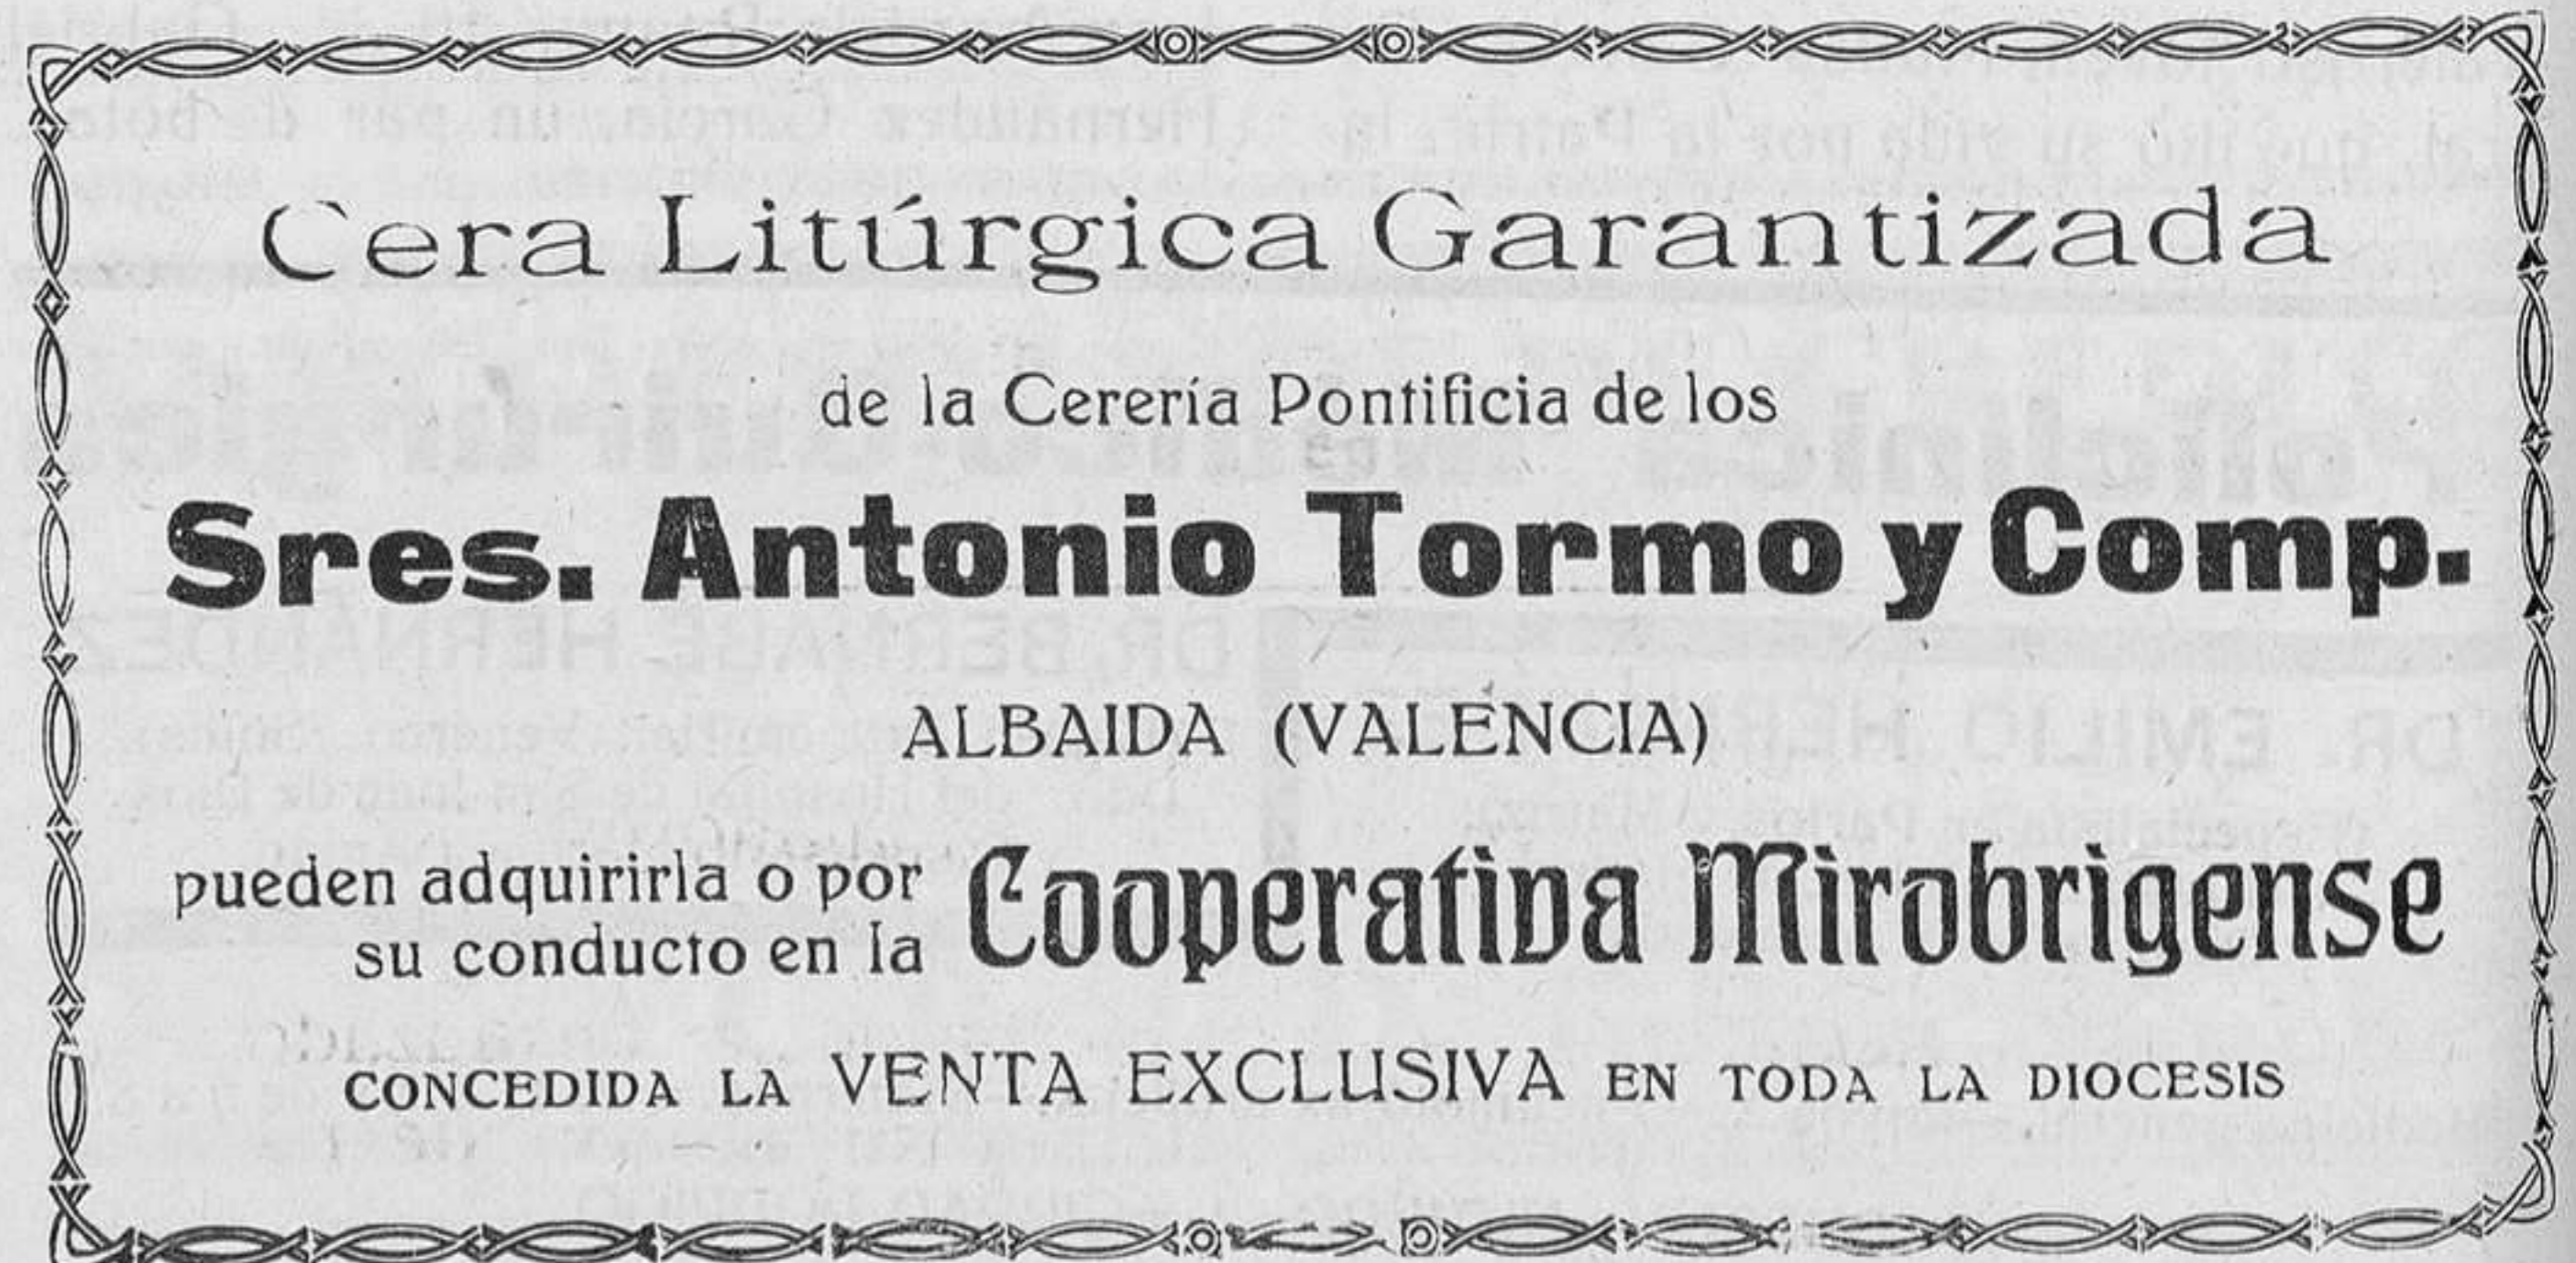 Cera Litúrgica Garantizada
de la Cerería Pontificia de los
Sres. Antonio Tormo y Comp.
ALBAIDA (VALENCIA)
pueden adquirirla o por
su conducto en la
Cooperativa Mirobrigense
CONCEDIDA LA VENTA EXCLUSIVA EN TODA LA DIOCESIS